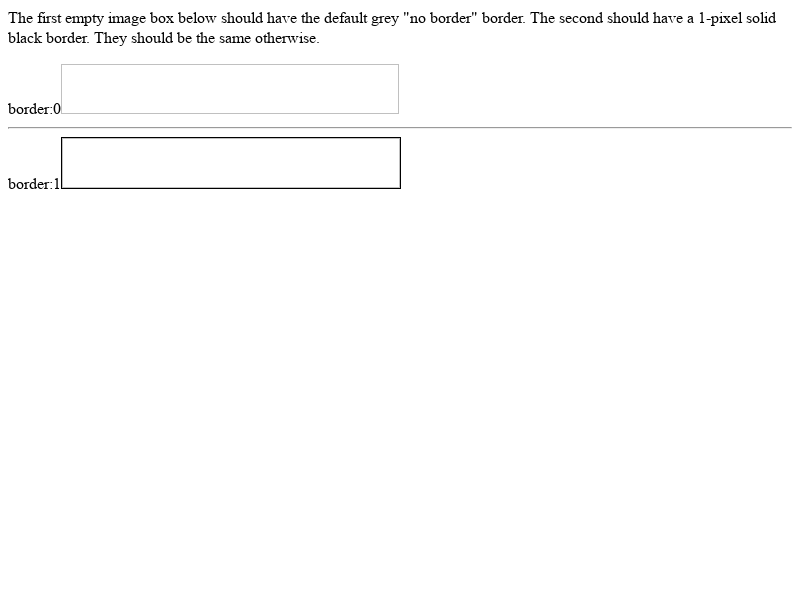 The first empty image box below should have the default grey "no border" border. The second should have a 1-pixel solid
black border. They should be the same otherwise.
border:0
border:1